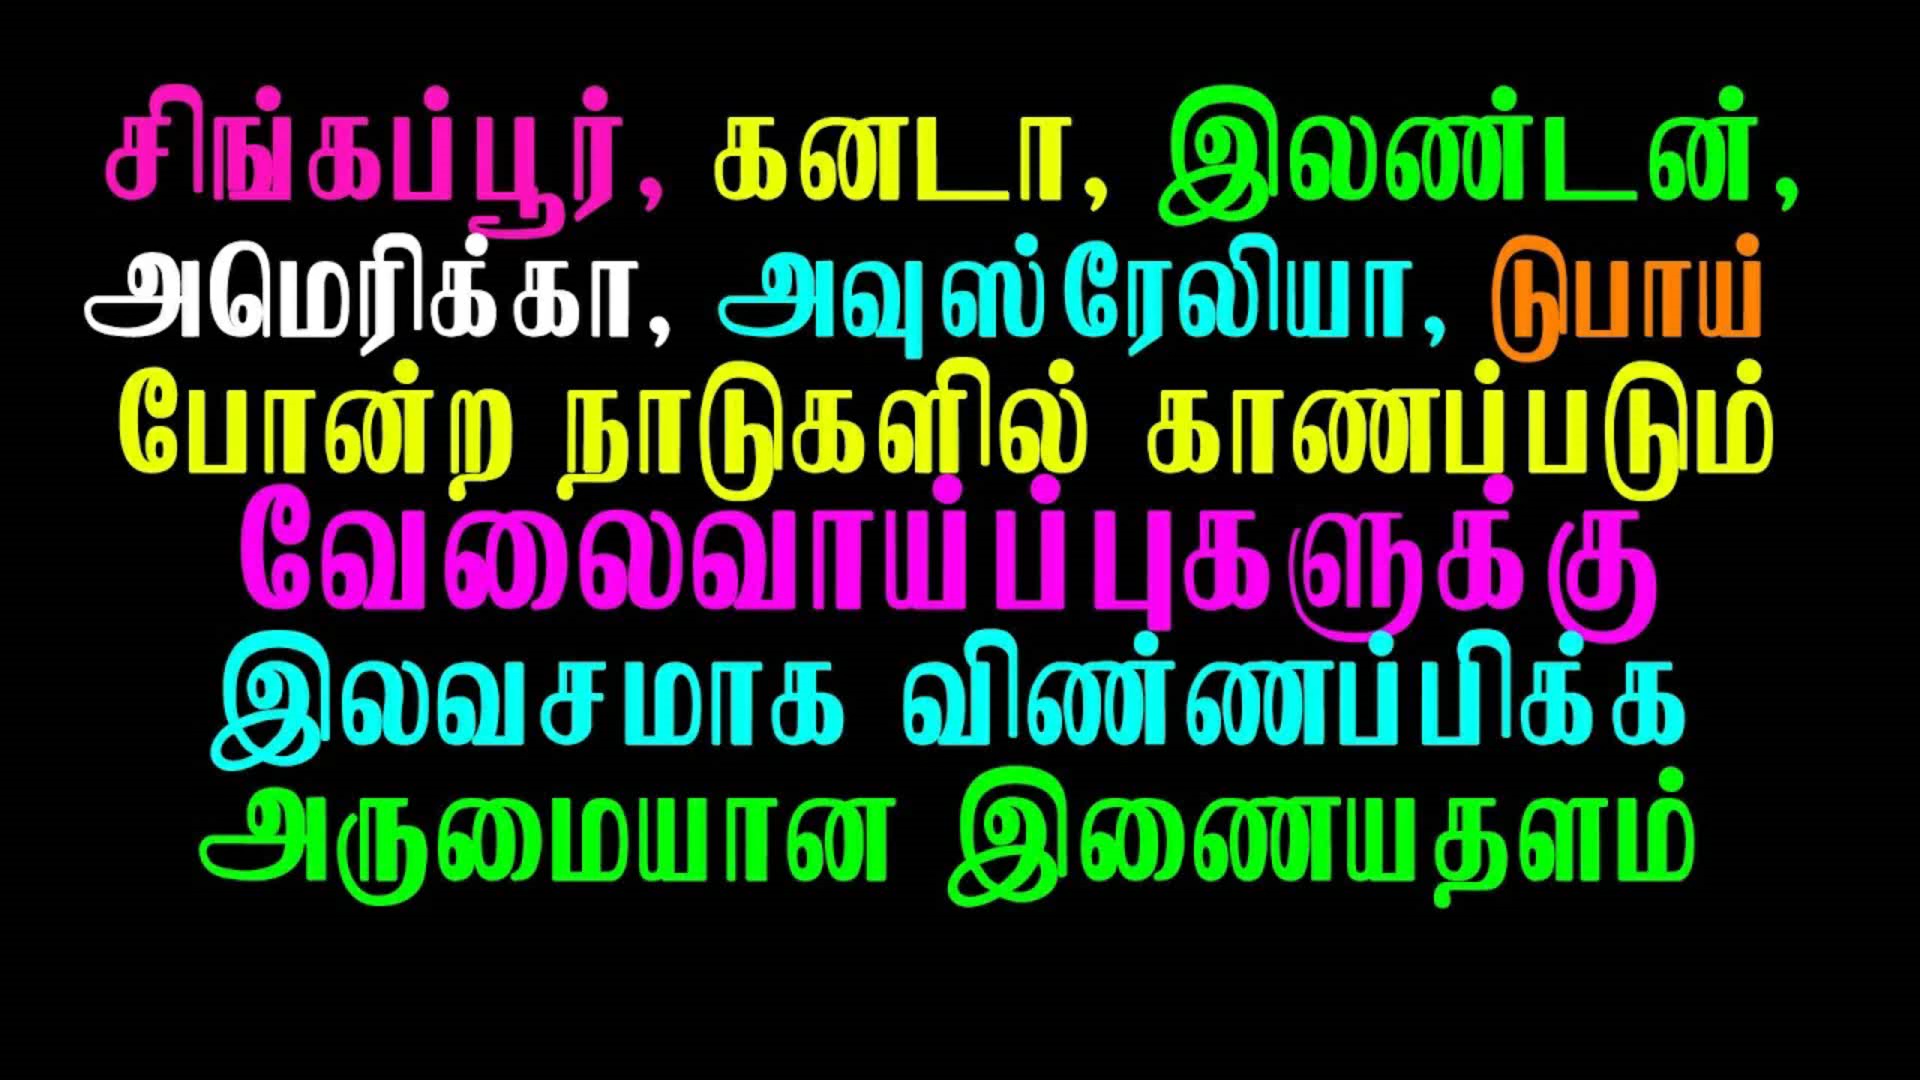 சிங்கப்பூர், கனடா, இலண்டன்,
அமெரிக்கா, அவுஸ்ரேலியா, டுபாய்
போன்ற நாடுகளில் காணப்படும்
வேலைவாய்ப்புகளுக்கு
இலவசமாக விண்ணப்பிக்க
அருமையான இணையதளம்